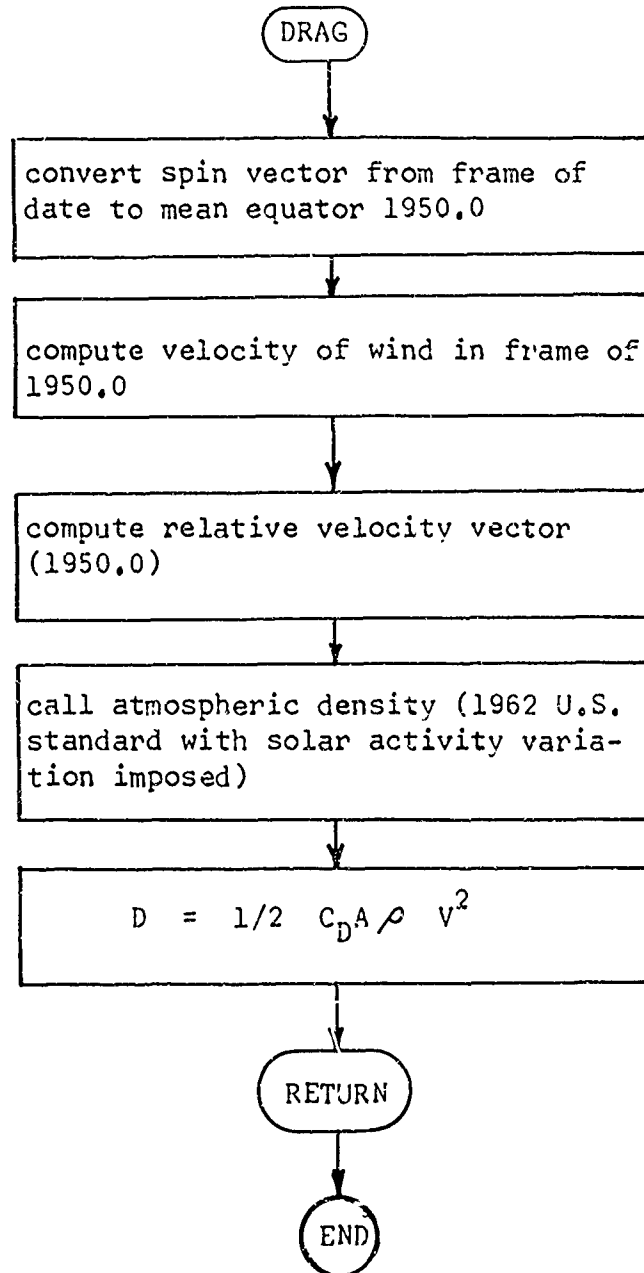 DRAG
convert spin vector from frame of
date to mean equator 1950.0
compute velocity of wind in frame of
1950.0
compute relative velocity vector
(1950.0)
call atmospheric density (1962 U.S.
standard with solar activity varia-
tion imposed)
D = 1/2 C_D A ρ V^2
RETURN
END